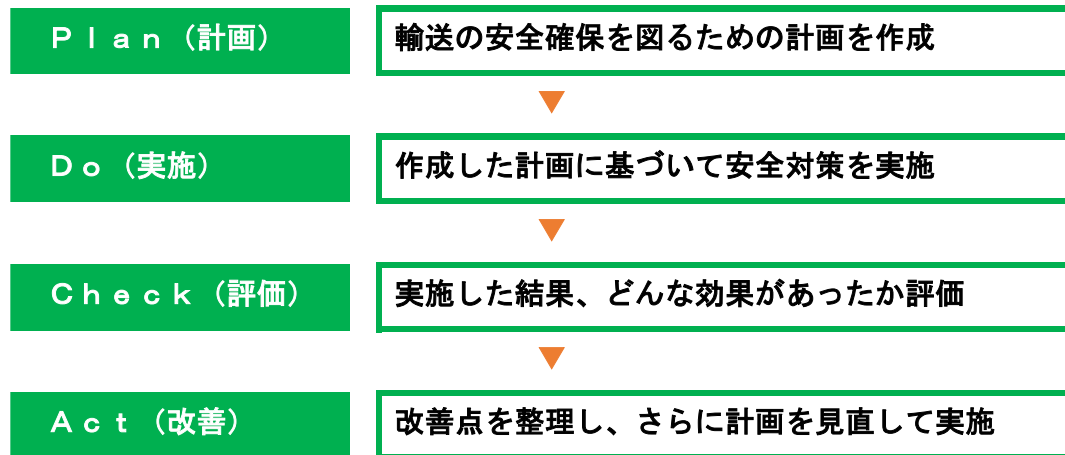 Ｐｌａｎ（計画）
輸送の安全確保を図るための計画を作成
▼
Ｄｏ（実施）
作成した計画に基づいて安全対策を実施
▼
Ｃｈｅｃｋ（評価）
実施した結果、どんな効果があったか評価
▼
Ａｃｔ（改善）
改善点を整理し、さらに計画を見直して実施